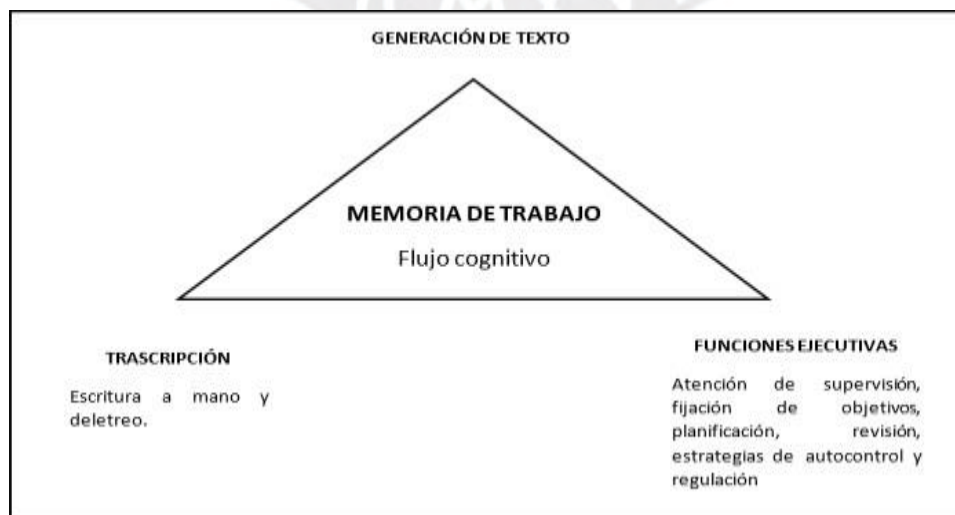 GENERACIÓN DE TEXTO
MEMORIA DE TRABAJO
Flujo cognitivo
TRASCRIPCIÓN
Escritura a mano y
deletreo.
FUNCIONES EJECUTIVAS
Atención de supervisión,
fijación de objetivos,
planificación, revisión,
estrategias de autocontrol y
regulación